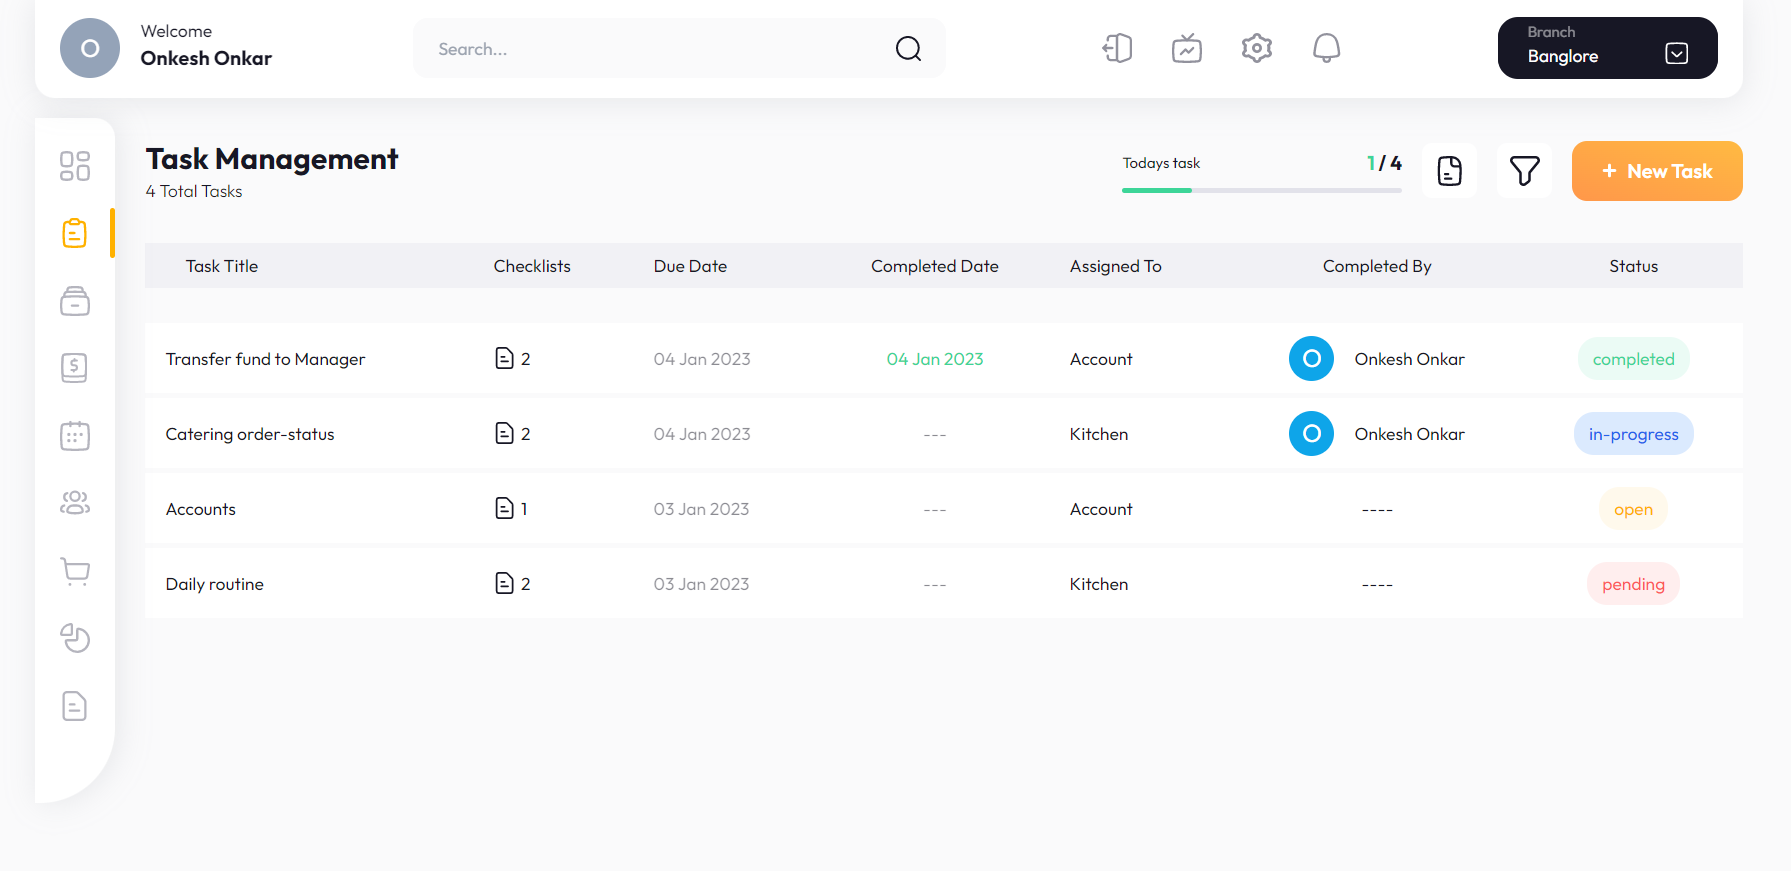 O
Welcome
Onkesh Onkar
Search...
Branch
Banglore
Task Management
4 Total Tasks
Todays task
1 / 4
+ New Task
Task Title Checklists Due Date Completed Date Assigned To Completed By Status
Transfer fund to Manager 2 04 Jan 2023 04 Jan 2023 Account O Onkesh Onkar completed
Catering order-status 2 04 Jan 2023 --- Kitchen O Onkesh Onkar in-progress
Accounts 1 03 Jan 2023 --- Account ---- open
Daily routine 2 03 Jan 2023 --- Kitchen ---- pending